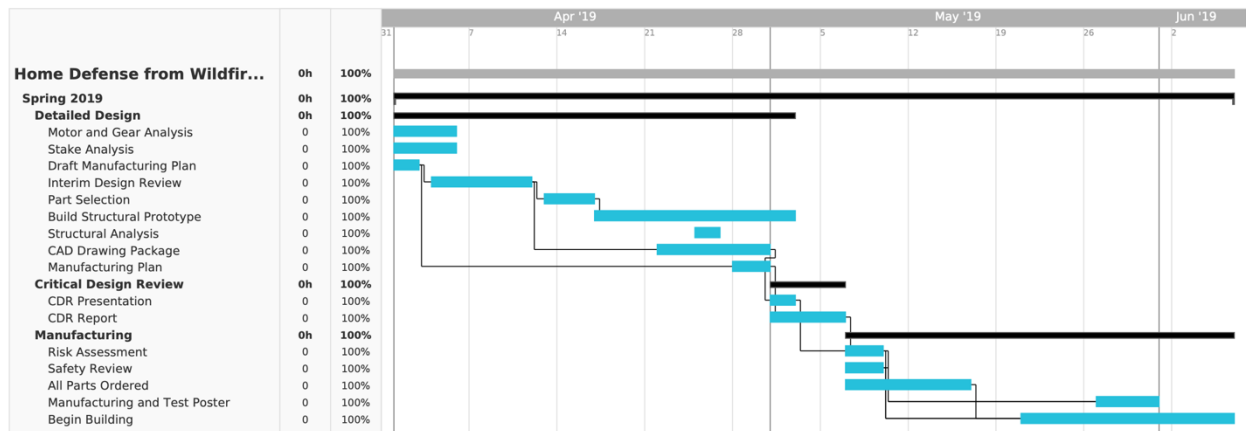 Apr '19 May '19 Jun '19
31 7 14 21 28 5 12 19 26 2
Home Defense from Wildfir... 0h 100%
Spring 2019 0h 100%
Detailed Design 0h 100%
Motor and Gear Analysis 0 100%
Stake Analysis 0 100%
Draft Manufacturing Plan 0 100%
Interim Design Review 0 100%
Part Selection 0 100%
Build Structural Prototype 0 100%
Structural Analysis 0 100%
CAD Drawing Package 0 100%
Manufacturing Plan 0 100%
Critical Design Review 0h 100%
CDR Presentation 0 100%
CDR Report 0 100%
Manufacturing 0h 100%
Risk Assessment 0 100%
Safety Review 0 100%
All Parts Ordered 0 100%
Manufacturing and Test Poster 0 100%
Begin Building 0 100%